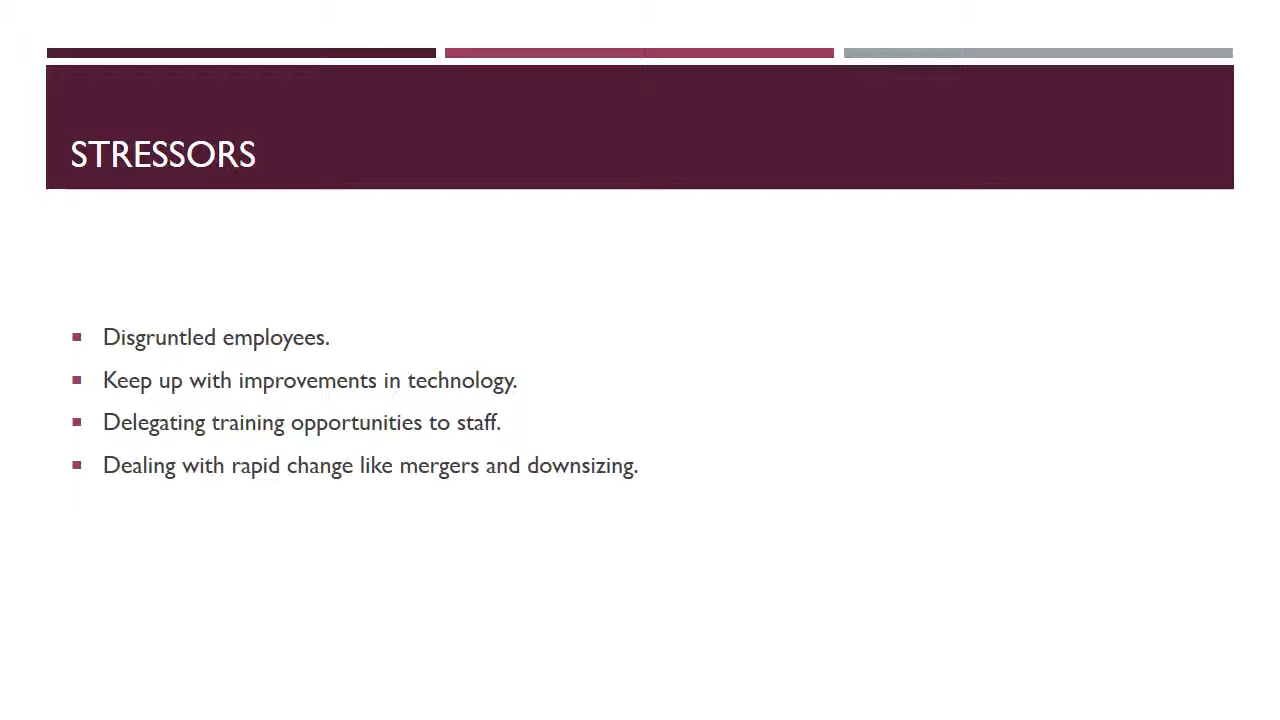 STRESSORS
Disgruntled employees.
Keep up with improvements in technology.
Delegating training opportunities to staff.
Dealing with rapid change like mergers and downsizing.